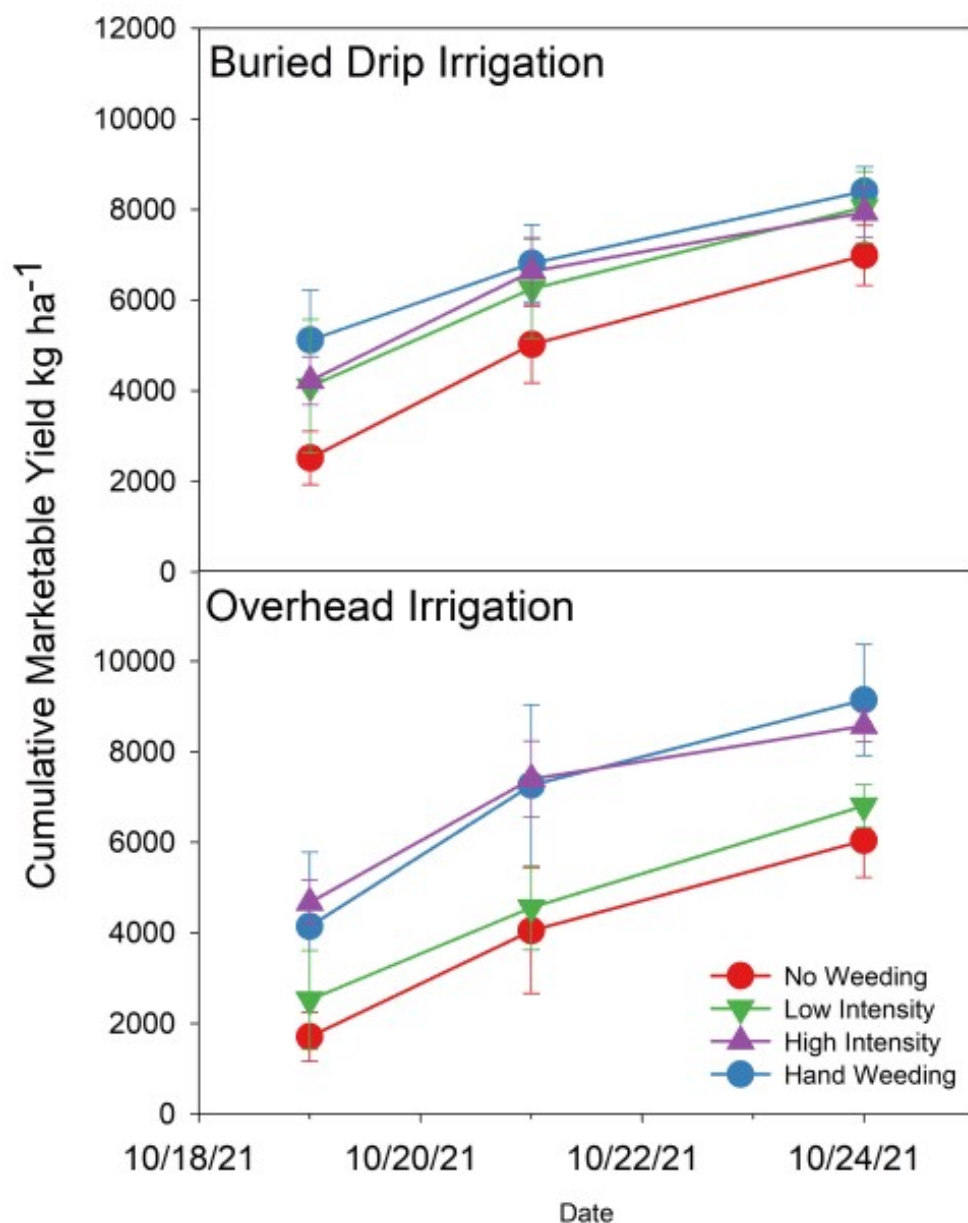 Cumulative Marketable Yield kg ha⁻¹
12000
Buried Drip Irrigation
10000
8000
6000
4000
2000
0
Overhead Irrigation
10000
8000
6000
4000
2000
0
No Weeding
Low Intensity
High Intensity
Hand Weeding
10/18/21 10/20/21 10/22/21 10/24/21
Date